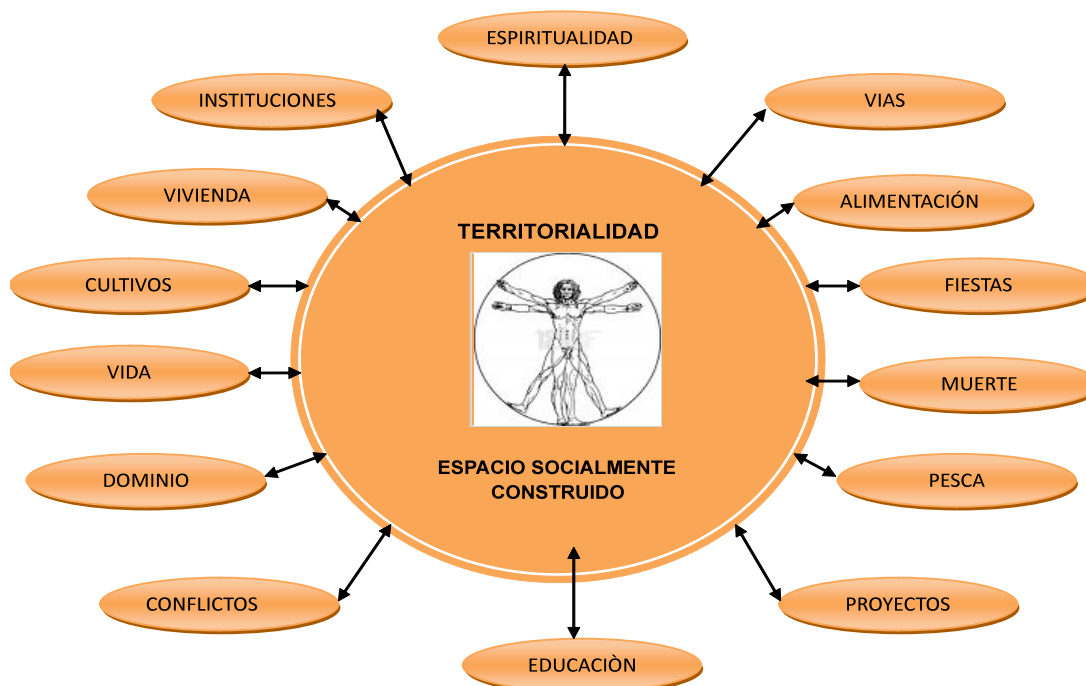 ESPIRITUALIDAD
INSTITUCIONES
VIAS
VIVIENDA
ALIMENTACIÓN
TERRITORIALIDAD
CULTIVOS
FIESTAS
VIDA
MUERTE
ESPACIO SOCIALMENTE
CONSTRUIDO
DOMINIO
PESCA
CONFLICTOS
PROYECTOS
EDUCACIÒN